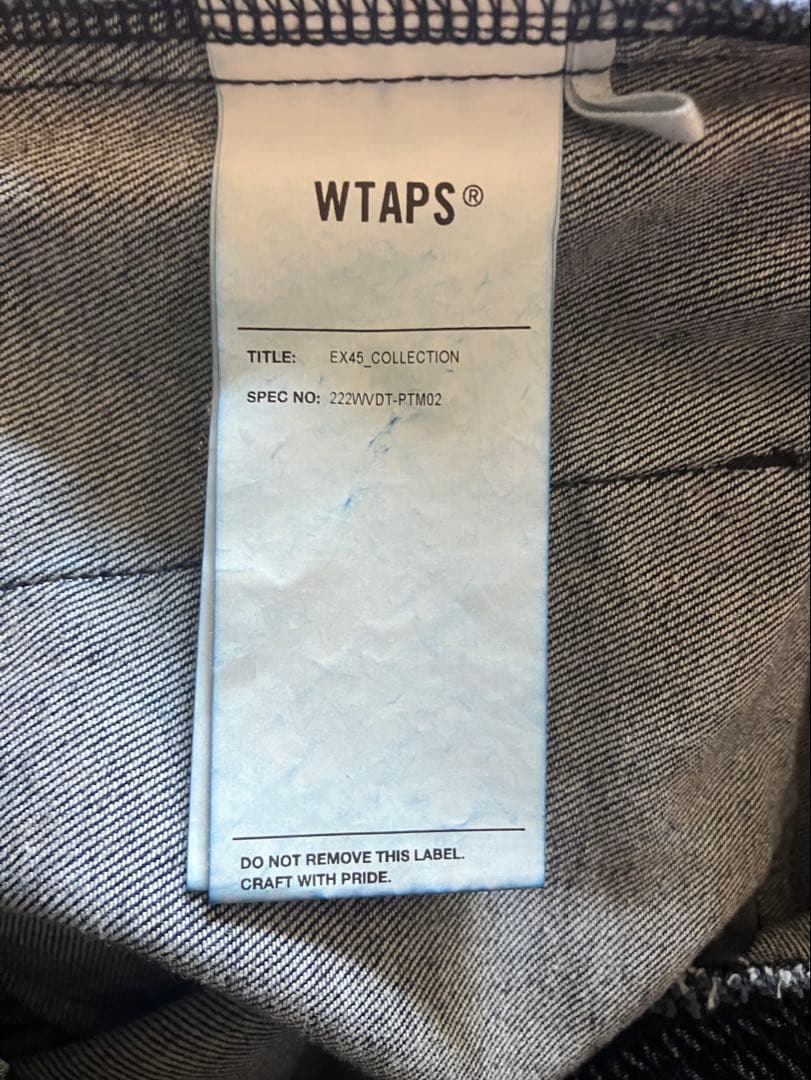 WTAPS®
TITLE: EX45_COLLECTION
SPEC NO: 222WVDT-PTM02
DO NOT REMOVE THIS LABEL.
CRAFT WITH PRIDE.